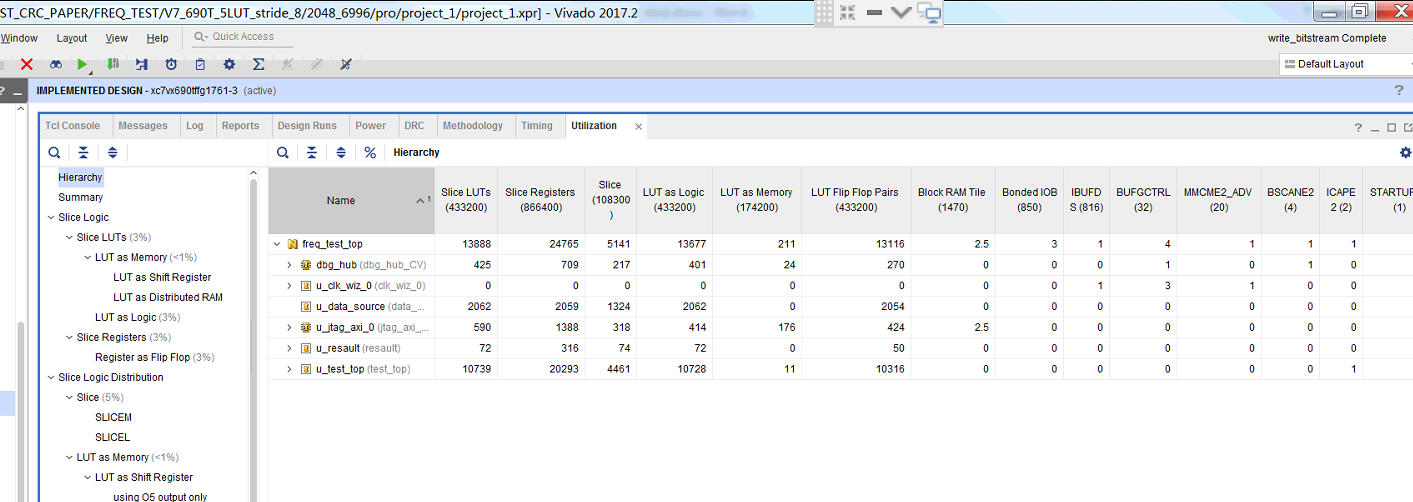 ST_CRC_PAPER/FREQ_TEST/V7_690T_5LUT_stride_8/2048_6996/pro/project_1/project_1.xpr] - Vivado 2017.2
Window Layout View Help Quick Access write_bitstream Complete
Default Layout
IMPLEMENTED DESIGN - xc7vx690tffg1761-3 (active) ?
Tcl Console Messages Log Reports Design Runs Power DRC Methodology Timing Utilization
Hierarchy
Hierarchy
Summary
Slice Logic
Slice LUTs (3%)
LUT as Memory (<1%)
LUT as Shift Register
LUT as Distributed RAM
LUT as Logic (3%)
Slice Registers (3%)
Register as Flip Flop (3%)
Slice Logic Distribution
Slice (5%)
SLICEM
SLICEL
LUT as Memory (<1%)
LUT as Shift Register
using O5 output only
Name 1 Slice LUTs (433200) Slice Registers (866400) Slice (108300) LUT as Logic (433200) LUT as Memory (174200) LUT Flip Flop Pairs (433200) Block RAM Tile (1470) Bonded IOB (850) IBUFDS (816) BUFGCTRL (32) MMCME2_ADV (20) BSCANE2 (4) ICAPE2 (2) STARTUP (1)
freq_test_top 13888 24765 5141 13677 211 13116 2.5 3 1 4 1 1 1
dbg_hub (dbg_hub_CV) 425 709 217 401 24 270 0 0 0 1 0 1 0
u_clk_wiz_0 (clk_wiz_0) 0 0 0 0 0 0 0 0 1 3 1 0 0
u_data_source (data_... 2062 2059 1324 2062 0 2054 0 0 0 0 0 0 0
u_jtag_axi_0 (jtag_axi_... 590 1388 318 414 176 424 2.5 0 0 0 0 0 0
u_resault (resault) 72 316 74 72 0 50 0 0 0 0 0 0 0
u_test_top (test_top) 10739 20293 4461 10728 11 10316 0 0 0 0 0 0 1